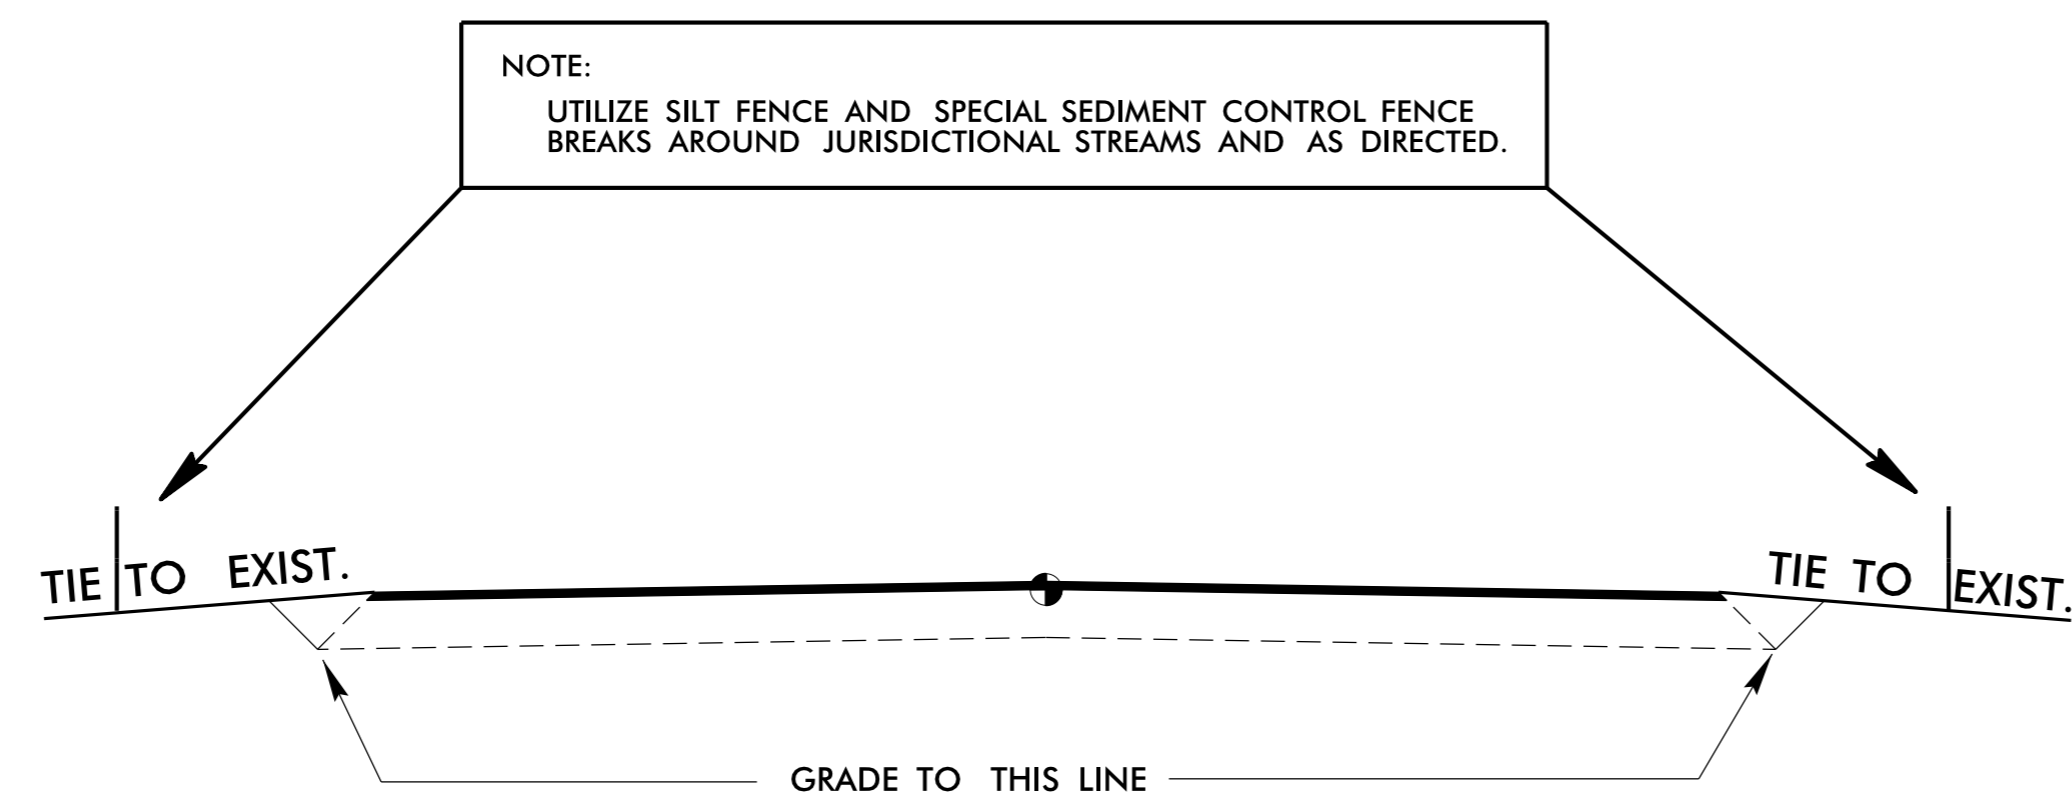 NOTE:
UTILIZE SILT FENCE AND SPECIAL SEDIMENT CONTROL FENCE
BREAKS AROUND JURISDICTIONAL STREAMS AND AS DIRECTED.
TIE TO EXIST.
TIE TO EXIST.
GRADE TO THIS LINE